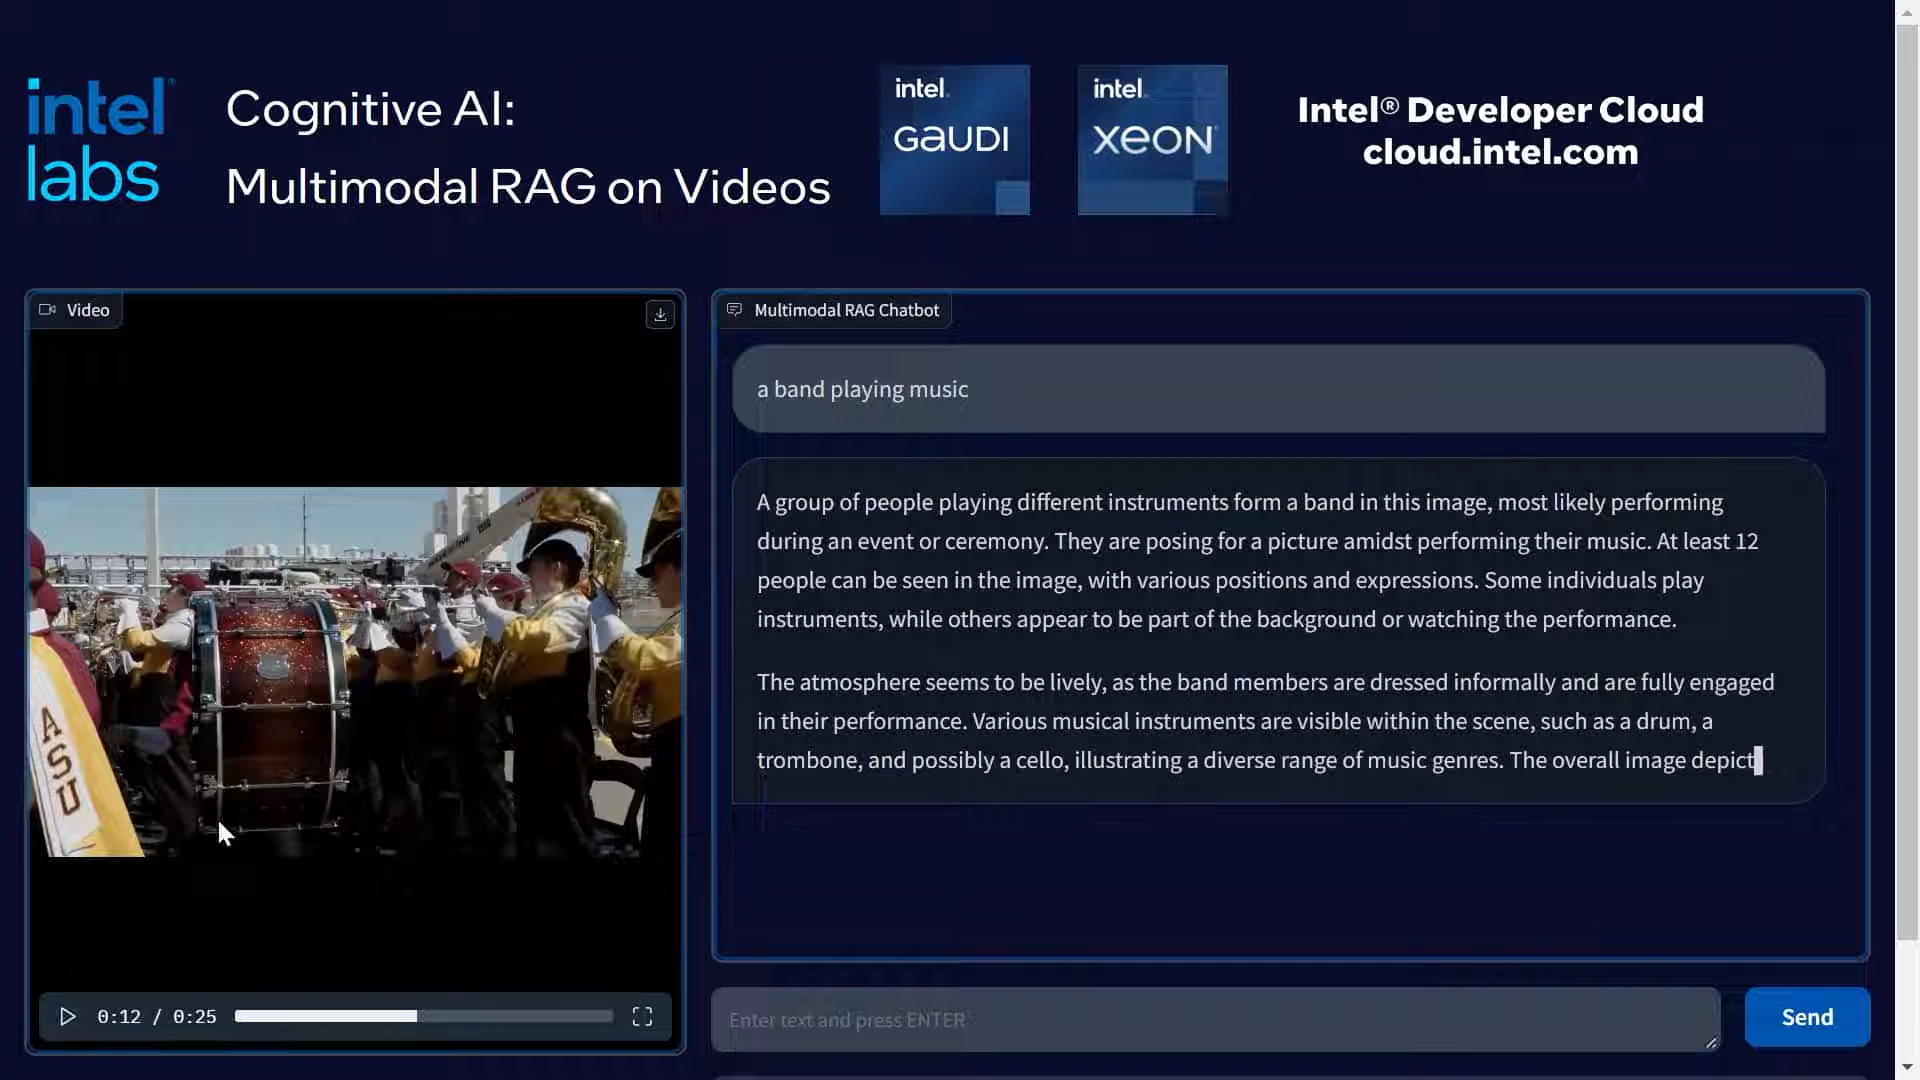 intel labs
Cognitive AI:
Multimodal RAG on Videos
intel
GAUDI
intel
xeon
Intel® Developer Cloud
cloud.intel.com
Video
ASU
0:12 / 0:25
Multimodal RAG Chatbot
a band playing music
A group of people playing different instruments form a band in this image, most likely performing
during an event or ceremony. They are posing for a picture amidst performing their music. At least 12
people can be seen in the image, with various positions and expressions. Some individuals play
instruments, while others appear to be part of the background or watching the performance.
The atmosphere seems to be lively, as the band members are dressed informally and are fully engaged
in their performance. Various musical instruments are visible within the scene, such as a drum, a
trombone, and possibly a cello, illustrating a diverse range of music genres. The overall image depict
Enter text and press ENTER
Send